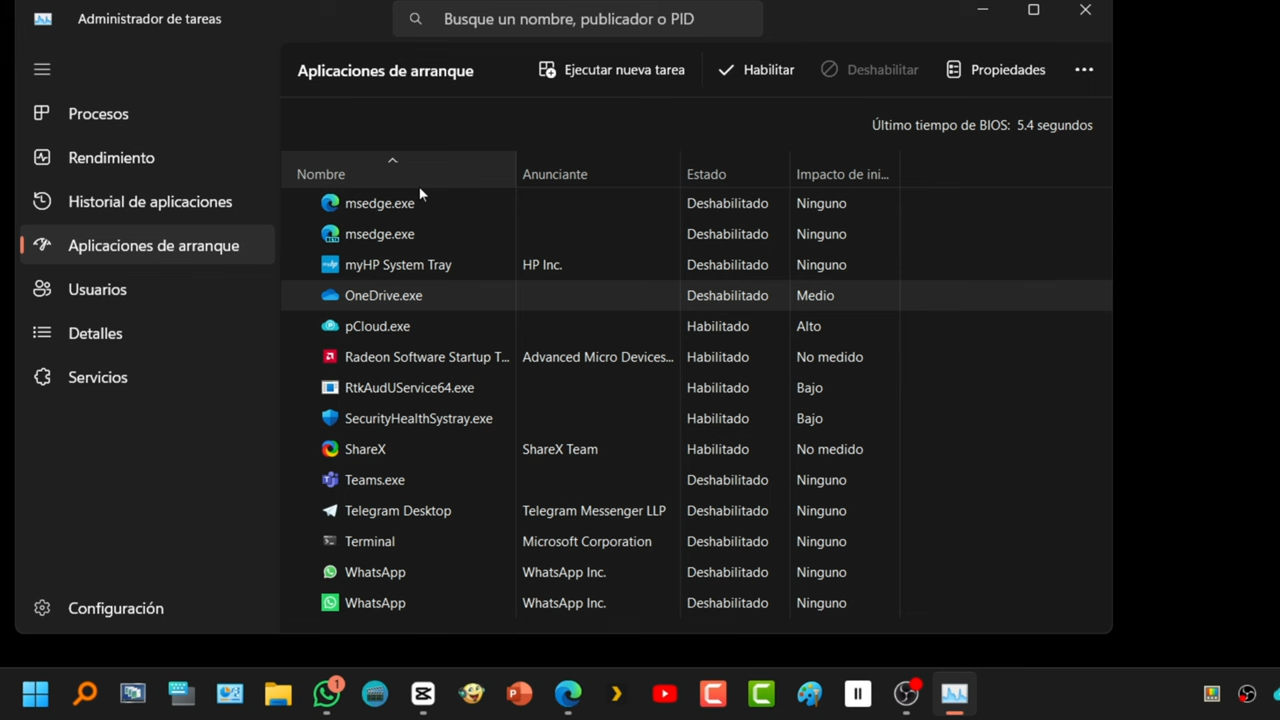 Administrador de tareas
Busque un nombre, publicador o PID
Aplicaciones de arranque
Ejecutar nueva tarea
Habilitar
Deshabilitar
Propiedades
Procesos
Rendimiento
Historial de aplicaciones
Aplicaciones de arranque
Usuarios
Detalles
Servicios
Configuración
Último tiempo de BIOS: 5.4 segundos
Nombre Anunciante Estado Impacto de ini...
msedge.exe Deshabilitado Ninguno
msedge.exe Deshabilitado Ninguno
myHP System Tray HP Inc. Deshabilitado Ninguno
OneDrive.exe Deshabilitado Medio
pCloud.exe Habilitado Alto
Radeon Software Startup T... Advanced Micro Devices... Habilitado No medido
RtkAudUService64.exe Habilitado Bajo
SecurityHealthSystray.exe Habilitado Bajo
ShareX ShareX Team Habilitado No medido
Teams.exe Deshabilitado Ninguno
Telegram Desktop Telegram Messenger LLP Deshabilitado Ninguno
Terminal Microsoft Corporation Deshabilitado Ninguno
WhatsApp WhatsApp Inc. Deshabilitado Ninguno
WhatsApp WhatsApp Inc. Deshabilitado Ninguno
1